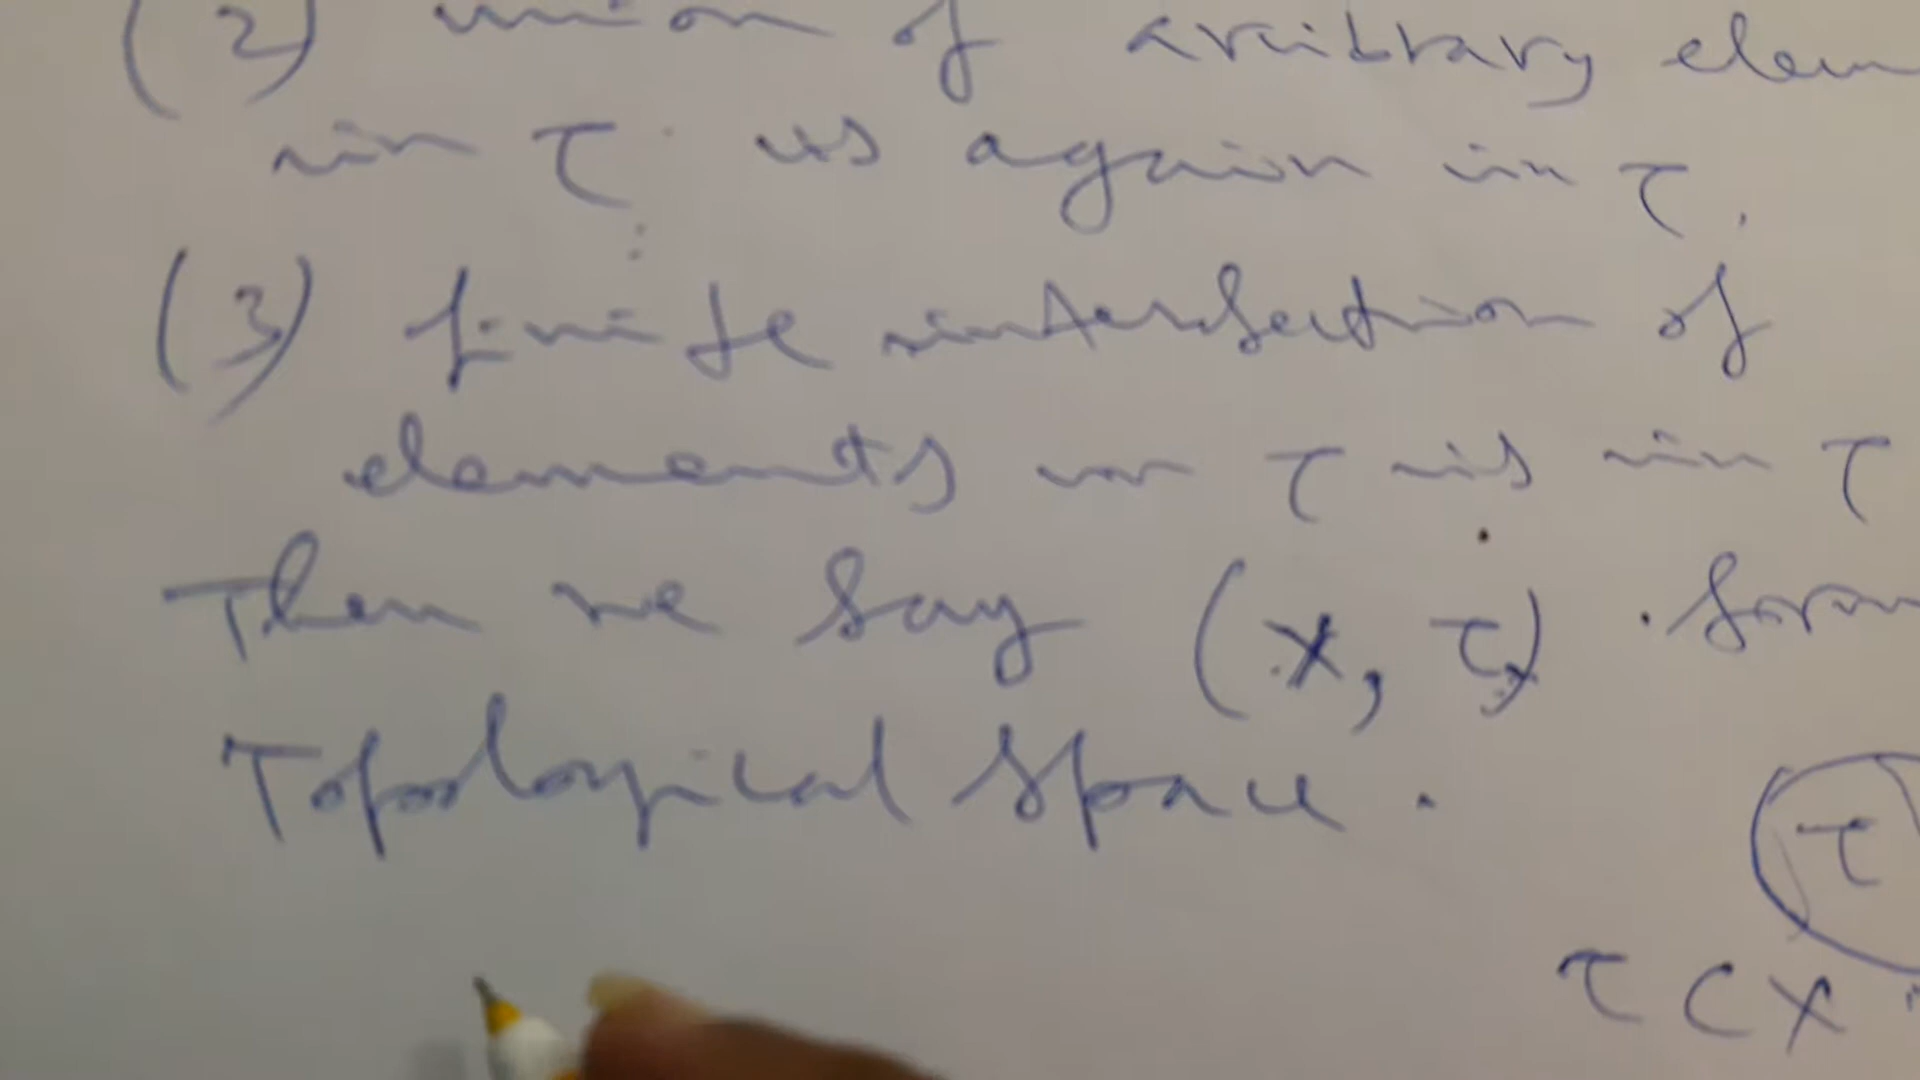 (2) union of aribtrary elem
in τ is again in τ.
(3) finite intersection of
elements in τ is in τ
Then we say (X, τ) form
Topological space.
τ
τ ⊂ X